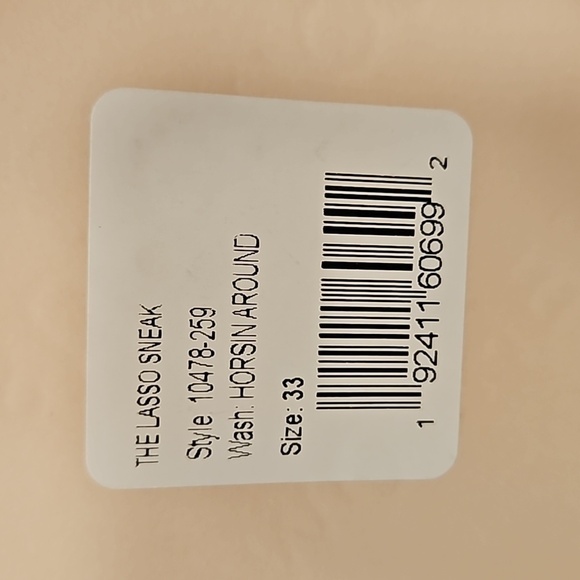 THE LASSO SNEAK
Style 10478-259
Wash: HORSIN AROUND
Size: 33
1 92411 60699 2